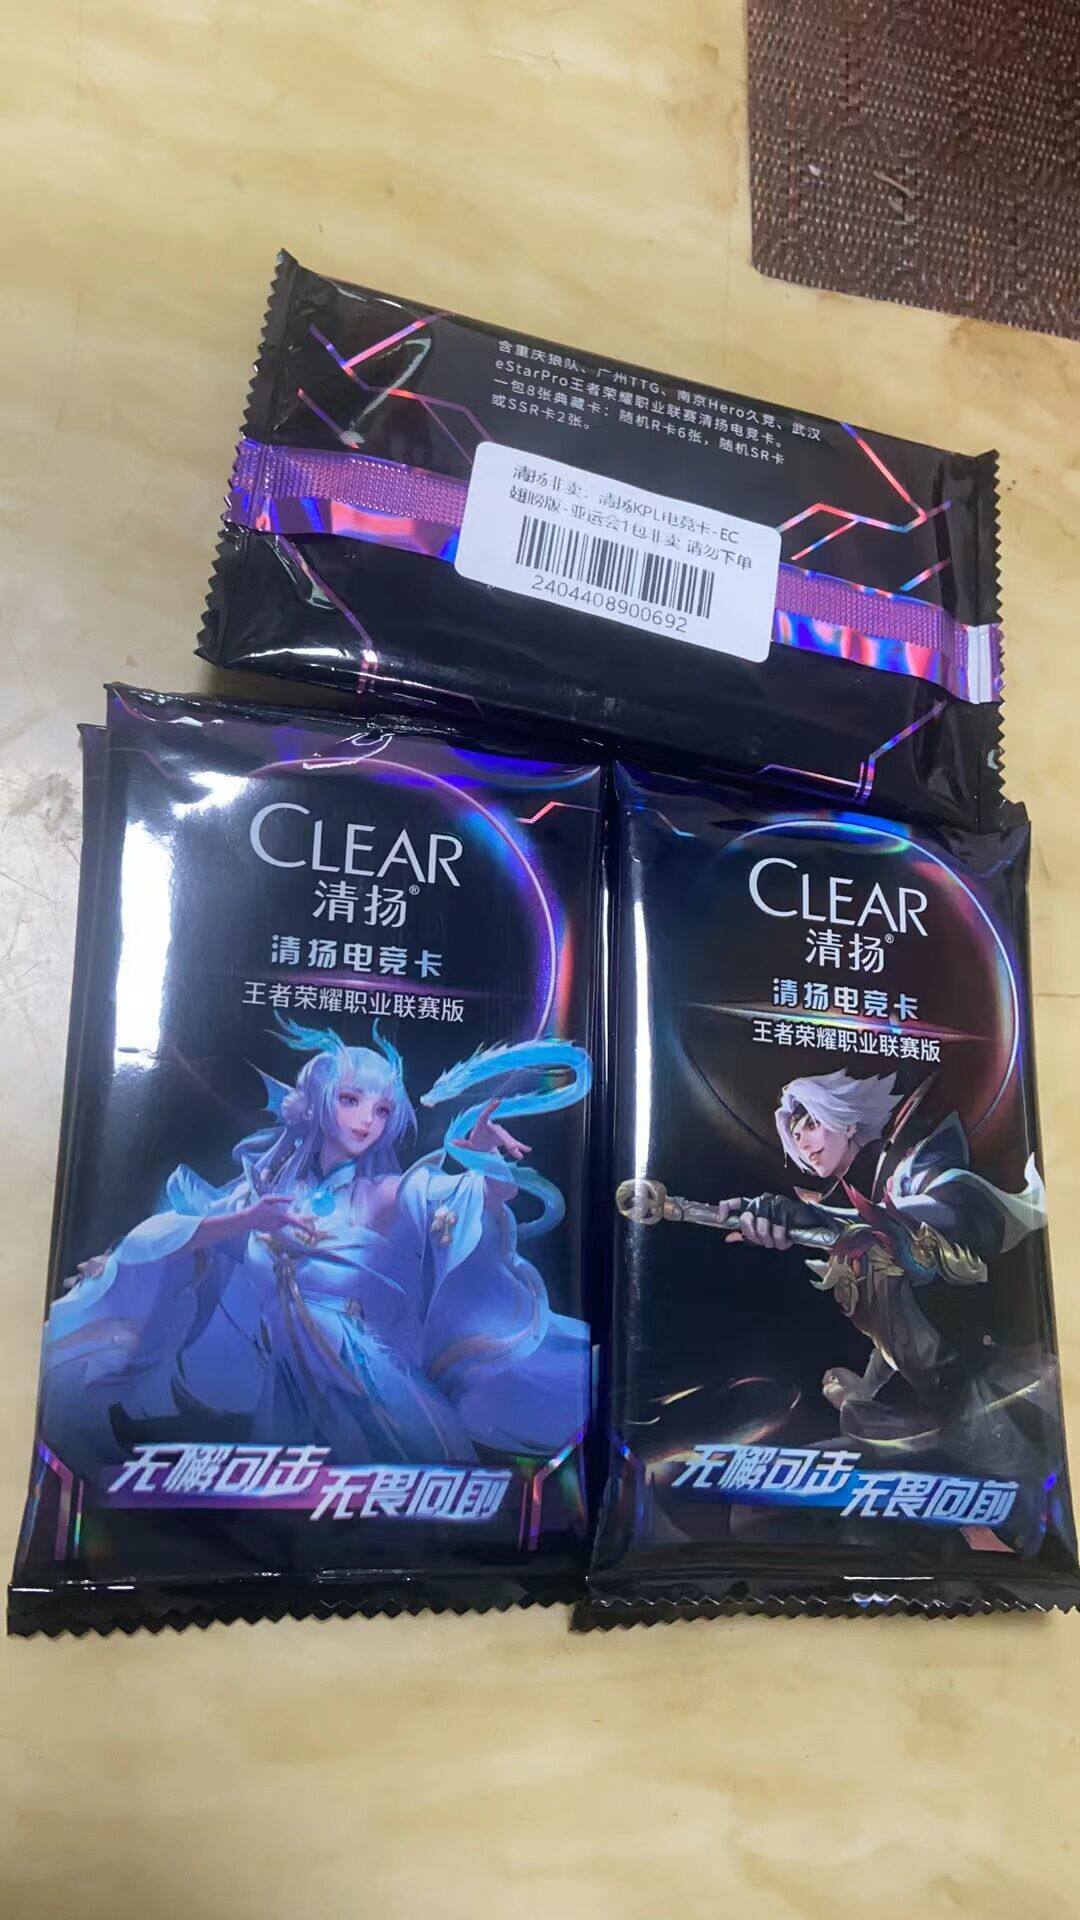 含重庆狼队、广州TTG、南京Hero久竞、武汉
eStarPro王者荣耀职业联赛清扬电竞卡。
一包8张典藏卡：随机R卡6张，随机SR卡
或SSR卡2张。
清扬非卖：清扬KPL电竞卡-EC
翅膀版-亚运会1包非卖 请勿下单
2404408900692
CLEAR
清扬®
清扬电竞卡
王者荣耀职业联赛版
无懈可击
无畏向前
CLEAR
清扬®
清扬电竞卡
王者荣耀职业联赛版
无懈可击
无畏向前